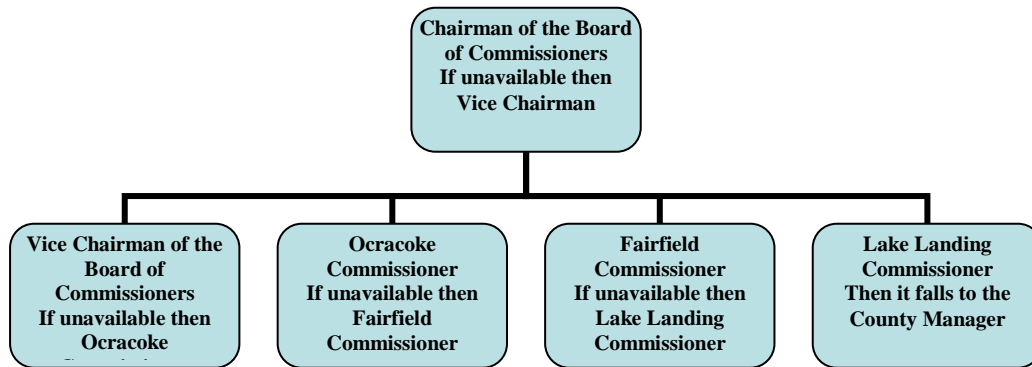 Chairman of the Board
of Commissioners
If unavailable then
Vice Chairman
Vice Chairman of the
Board of
Commissioners
If unavailable then
Ocracoke
Ocracoke
Commissioner
If unavailable then
Fairfield
Commissioner
Fairfield
Commissioner
If unavailable then
Lake Landing
Commissioner
Lake Landing
Commissioner
Then it falls to the
County Manager